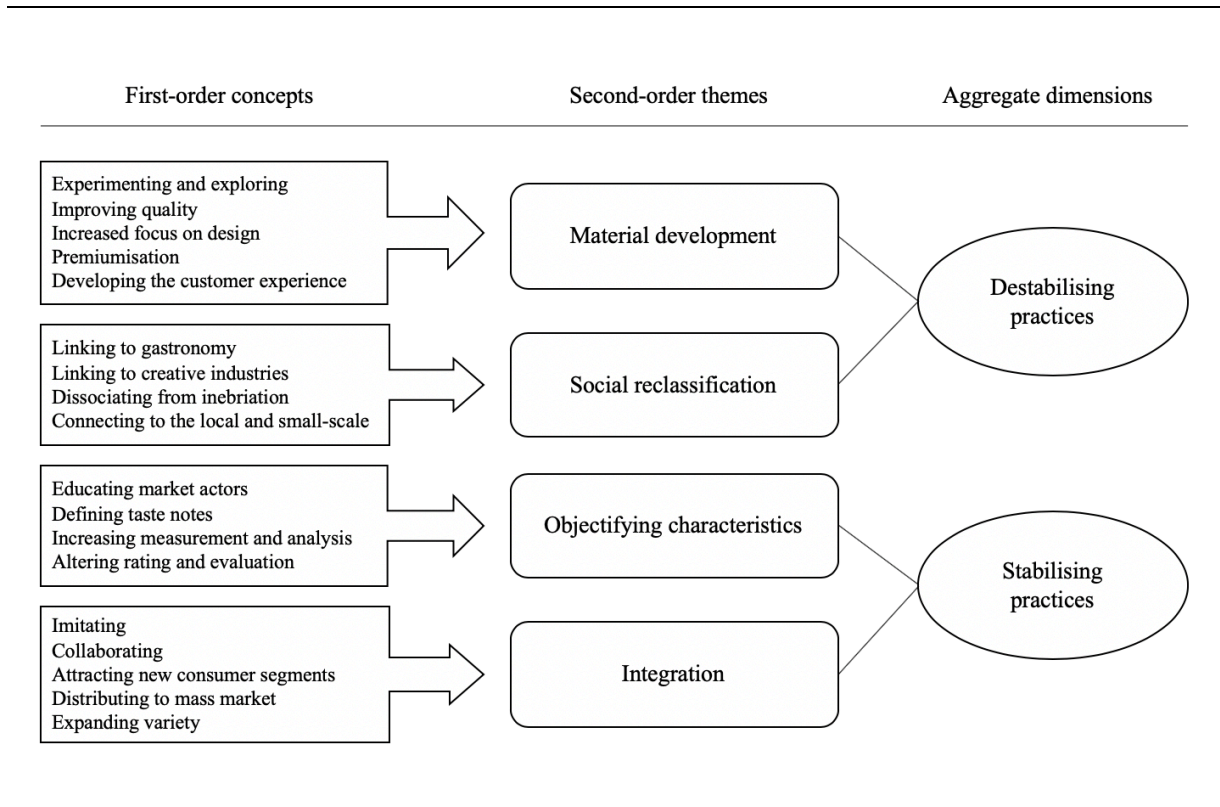 First-order concepts
Second-order themes
Aggregate dimensions
Experimenting and exploring
Improving quality
Increased focus on design
Premiumisation
Developing the customer experience
Material development
Destabilising
practices
Linking to gastronomy
Linking to creative industries
Dissociating from inebriation
Connecting to the local and small-scale
Social reclassification
Educating market actors
Defining taste notes
Increasing measurement and analysis
Altering rating and evaluation
Objectifying characteristics
Stabilising
practices
Imitating
Collaborating
Attracting new consumer segments
Distributing to mass market
Expanding variety
Integration